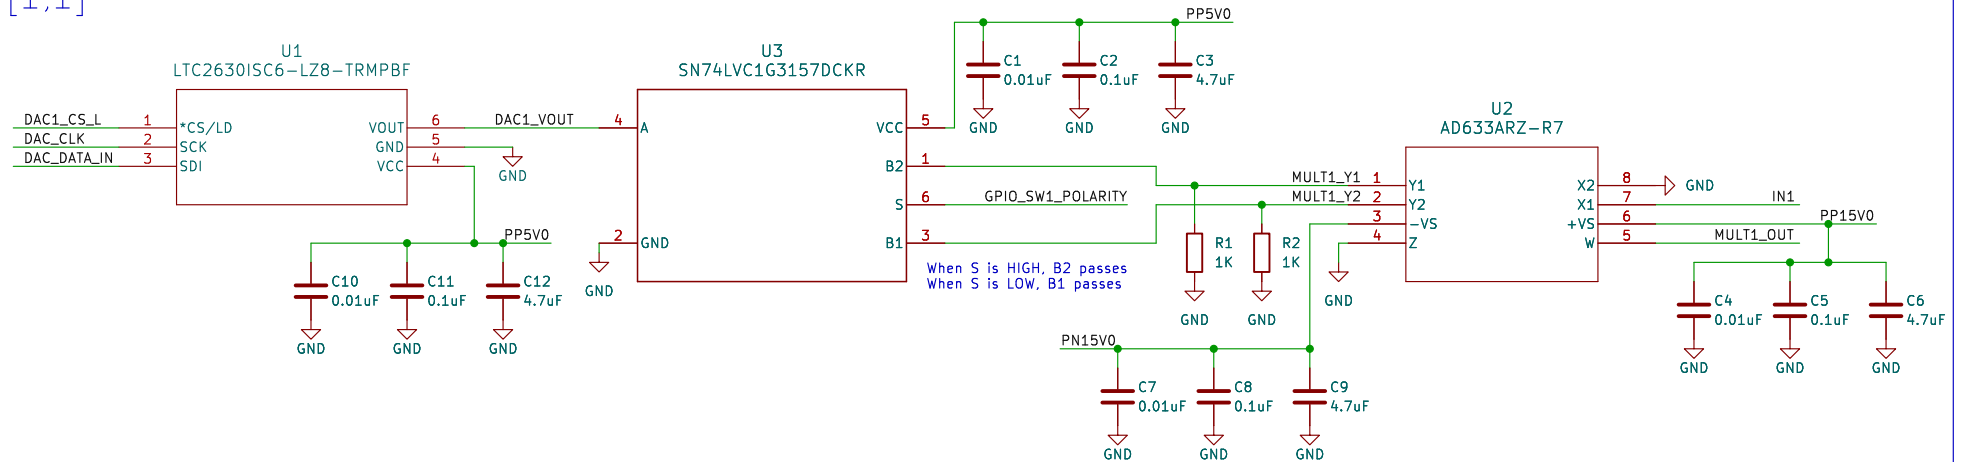 [1,1]
U1
LTC2630ISC6-LZ8-TRMPBF
DAC1_CS_L 1 *CS/LD VOUT 6 DAC1_VOUT
DAC_CLK 2 SCK GND 5
DAC_DATA_IN 3 SDI VCC 4
GND
PP5V0
C10 0.01uF
C11 0.1uF
C12 4.7uF
GND GND GND
U3
SN74LVC1G3157DCKR
4 A VCC 5
B2 1
S 6 GPIO_SW1_POLARITY
2 GND B1 3
GND
When S is HIGH, B2 passes
When S is LOW, B1 passes
PP5V0
C1 0.01uF
C2 0.1uF
C3 4.7uF
GND GND GND
R1 1K
R2 1K
GND GND
U2
AD633ARZ-R7
MULT1_Y1 1 Y1 X2 8 GND
MULT1_Y2 2 Y2 X1 7 IN1
3 -VS +VS 6 PP15V0
4 Z W 5 MULT1_OUT
GND
PN15V0
C7 0.01uF
C8 0.1uF
C9 4.7uF
GND GND GND
C4 0.01uF
C5 0.1uF
C6 4.7uF
GND GND GND